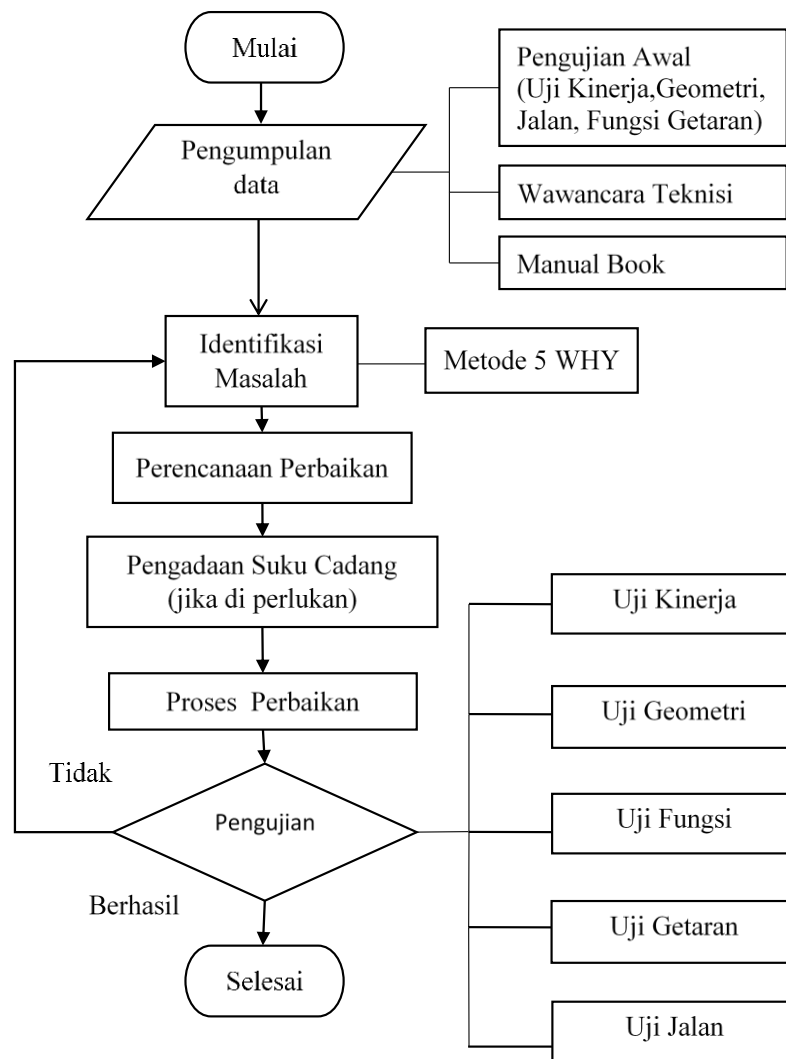 Mulai
Pengujian Awal
(Uji Kinerja,Geometri,
Jalan, Fungsi Getaran)
Pengumpulan
data
Wawancara Teknisi
Manual Book
Identifikasi
Masalah
Metode 5 WHY
Perencanaan Perbaikan
Pengadaan Suku Cadang
(jika di perlukan)
Uji Kinerja
Proses Perbaikan
Uji Geometri
Tidak
Pengujian
Uji Fungsi
Berhasil
Uji Getaran
Selesai
Uji Jalan